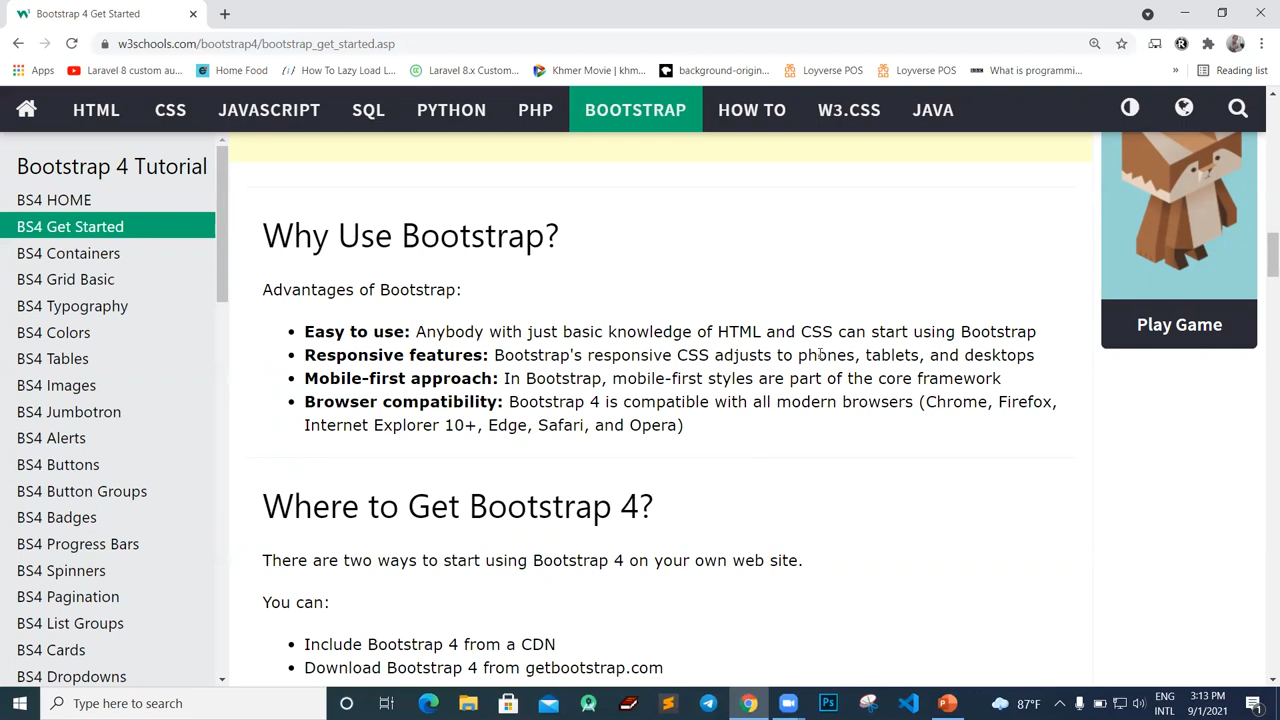 Bootstrap 4 Get Started
w3schools.com/bootstrap4/bootstrap_get_started.asp
Apps
Laravel 8 custom au...
Home Food
How To Lazy Load L...
Laravel 8.x Custom...
Khmer Movie | khm...
background-origin...
Loyverse POS
Loyverse POS
What is programmi...
»
Reading list
HTML
CSS
JAVASCRIPT
SQL
PYTHON
PHP
BOOTSTRAP
HOW TO
W3.CSS
JAVA
Bootstrap 4 Tutorial
BS4 HOME
BS4 Get Started
BS4 Containers
BS4 Grid Basic
BS4 Typography
BS4 Colors
BS4 Tables
BS4 Images
BS4 Jumbotron
BS4 Alerts
BS4 Buttons
BS4 Button Groups
BS4 Badges
BS4 Progress Bars
BS4 Spinners
BS4 Pagination
BS4 List Groups
BS4 Cards
BS4 Dropdowns
Why Use Bootstrap?
Advantages of Bootstrap:
• Easy to use: Anybody with just basic knowledge of HTML and CSS can start using Bootstrap
• Responsive features: Bootstrap's responsive CSS adjusts to phones, tablets, and desktops
• Mobile-first approach: In Bootstrap, mobile-first styles are part of the core framework
• Browser compatibility: Bootstrap 4 is compatible with all modern browsers (Chrome, Firefox,
Internet Explorer 10+, Edge, Safari, and Opera)
Where to Get Bootstrap 4?
There are two ways to start using Bootstrap 4 on your own web site.
You can:
• Include Bootstrap 4 from a CDN
• Download Bootstrap 4 from getbootstrap.com
Play Game
Type here to search
Ps
87°F
ENG
INTL
3:13 PM
9/1/2021